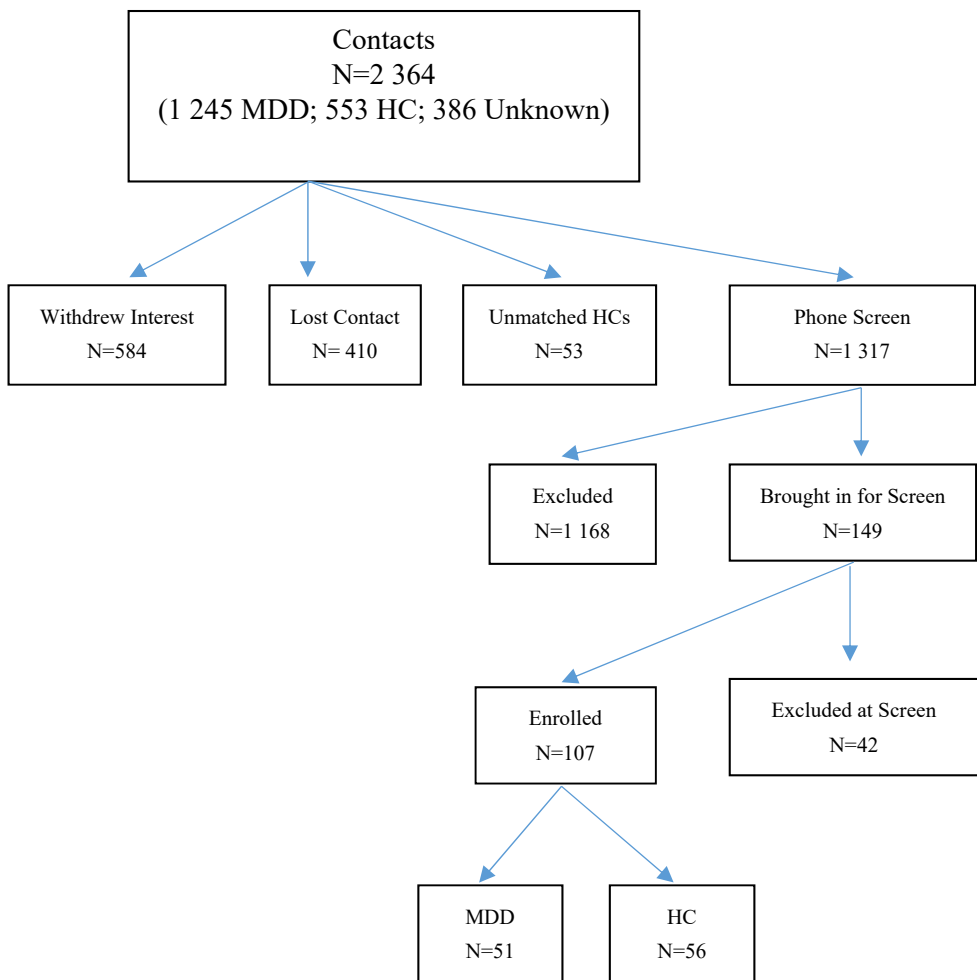 Contacts
N=2 364
(1 245 MDD; 553 HC; 386 Unknown)
Withdrew Interest
N=584
Lost Contact
N= 410
Unmatched HCs
N=53
Phone Screen
N=1 317
Excluded
N=1 168
Brought in for Screen
N=149
Enrolled
N=107
Excluded at Screen
N=42
MDD
N=51
HC
N=56